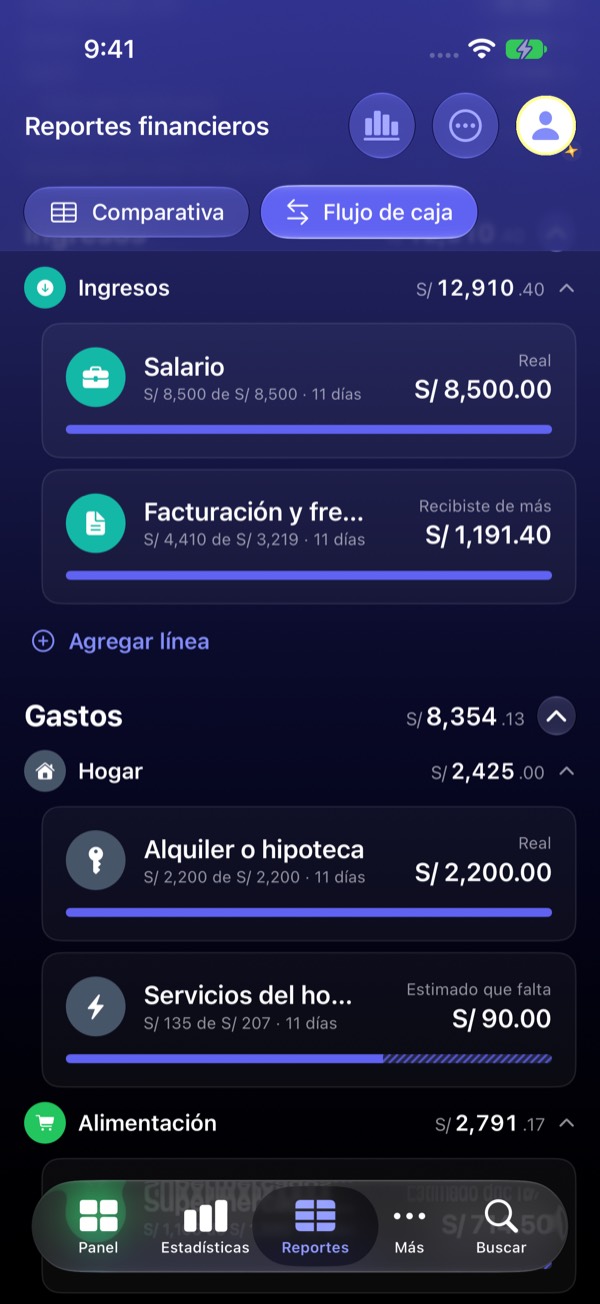 9:41
Reportes financieros
Comparativa
Flujo de caja
Ingresos
S/ 12,910.40
Salario
S/ 8,500 de S/ 8,500 · 11 días
Real
S/ 8,500.00
Facturación y fre...
S/ 4,410 de S/ 3,219 · 11 días
Recibiste de más
S/ 1,191.40
Agregar línea
Gastos
S/ 8,354.13
Hogar
S/ 2,425.00
Alquiler o hipoteca
S/ 2,200 de S/ 2,200 · 11 días
Real
S/ 2,200.00
Servicios del ho...
S/ 135 de S/ 207 · 11 días
Estimado que falta
S/ 90.00
Alimentación
S/ 2,791.17
Panel
Estadísticas
Reportes
Más
Buscar